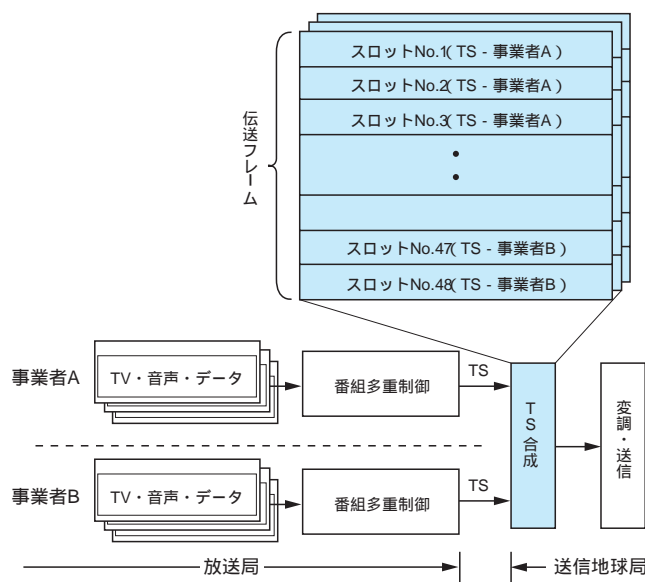 スロットNo.1( TS - 事業者A )
スロットNo.2( TS - 事業者A )
スロットNo.3( TS - 事業者A )
伝送フレーム
スロットNo.47( TS - 事業者B )
スロットNo.48( TS - 事業者B )
事業者A
TV・音声・データ
番組多重制御
TS
TS合成
変調・送信
事業者B
TV・音声・データ
番組多重制御
TS
放送局
送信地球局